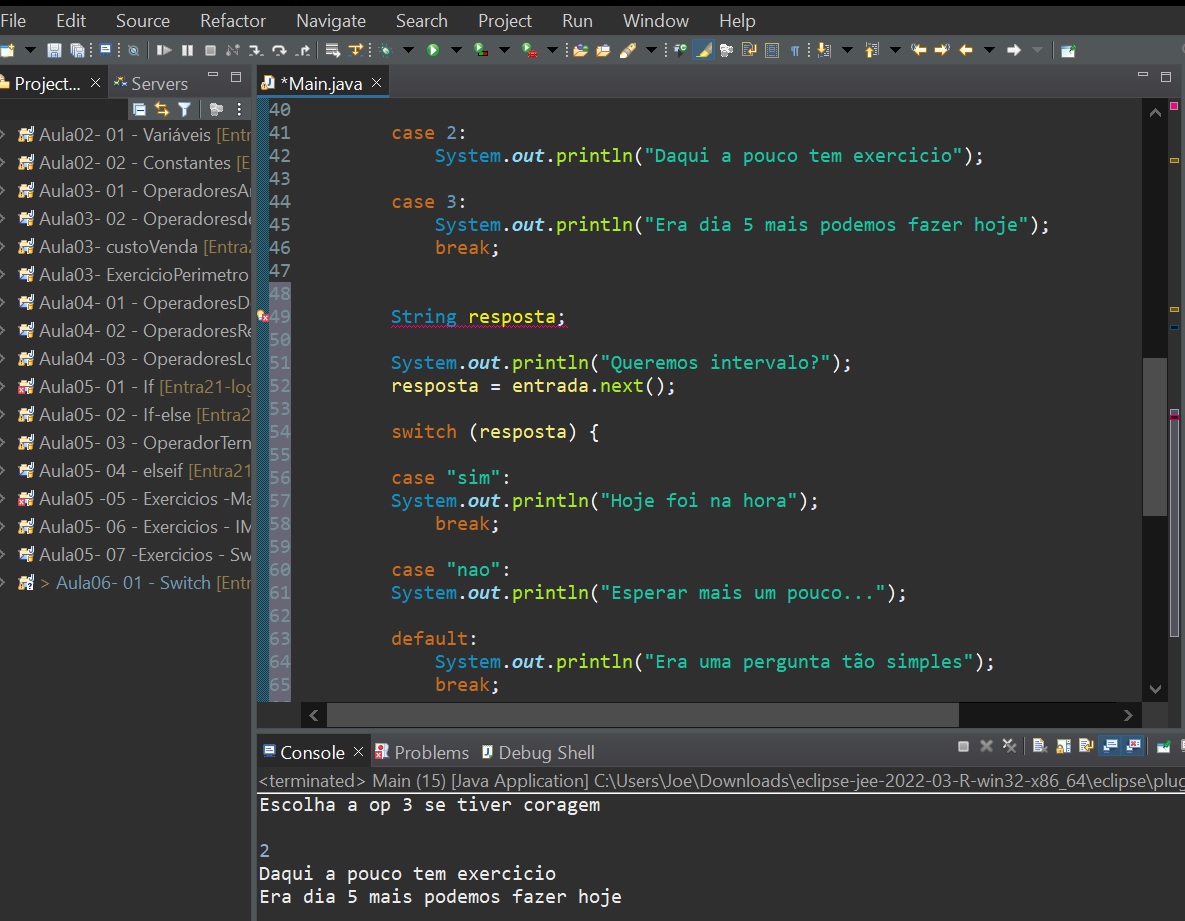 File Edit Source Refactor Navigate Search Project Run Window Help
Project... Servers
*Main.java
Aula02- 01 - Variáveis [Entr
Aula02- 02 - Constantes [E
Aula03- 01 - OperadoresAr
Aula03- 02 - Operadoresde
Aula03- custoVenda [Entra2
Aula03- ExercicioPerimetro
Aula04- 01 - OperadoresD
Aula04- 02 - OperadoresRe
Aula04 -03 - OperadoresLo
Aula05- 01 - If [Entra21-log
Aula05- 02 - If-else [Entra2
Aula05- 03 - OperadorTern
Aula05- 04 - elseif [Entra21
Aula05 -05 - Exercicios -Ma
Aula05- 06 - Exercicios - IM
Aula05- 07 -Exercicios - Sw
> Aula06- 01 - Switch [Entr
40
41 case 2:
42 System.out.println("Daqui a pouco tem exercicio");
43
44 case 3:
45 System.out.println("Era dia 5 mais podemos fazer hoje");
46 break;
47
48
49 String resposta;
50
51 System.out.println("Queremos intervalo?");
52 resposta = entrada.next();
53
54 switch (resposta) {
55
56 case "sim":
57 System.out.println("Hoje foi na hora");
58 break;
59
60 case "nao":
61 System.out.println("Esperar mais um pouco...");
62
63 default:
64 System.out.println("Era uma pergunta tão simples");
65 break;
Console Problems Debug Shell
<terminated> Main (15) [Java Application] C:\Users\Joe\Downloads\eclipse-jee-2022-03-R-win32-x86_64\eclipse\plug
Escolha a op 3 se tiver coragem
2
Daqui a pouco tem exercicio
Era dia 5 mais podemos fazer hoje